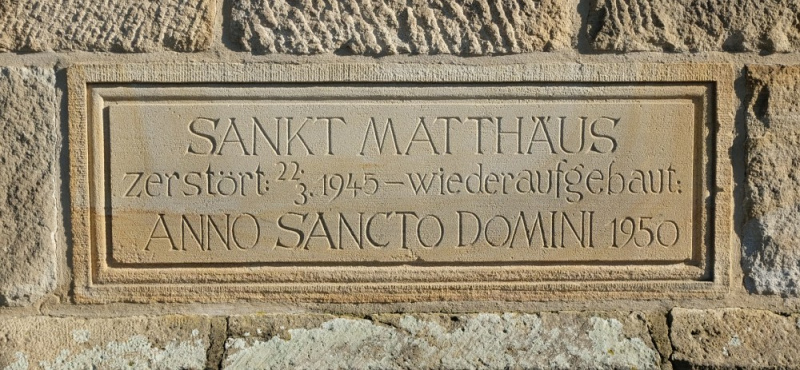 SANKT MATTHÄUS
zerstört: 22. 3. 1945 – wiederaufgebaut:
ANNO SANCTO DOMINI 1950